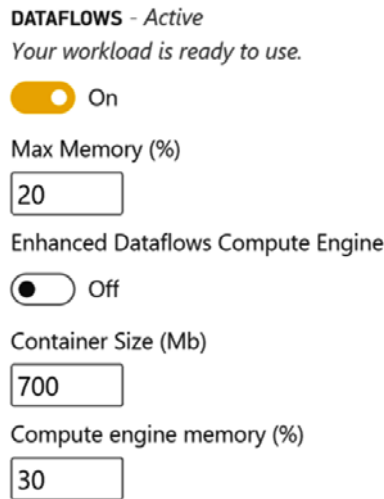 DATAFLOWS - Active
Your workload is ready to use.
On
Max Memory (%)
20
Enhanced Dataflows Compute Engine
Off
Container Size (Mb)
700
Compute engine memory (%)
30